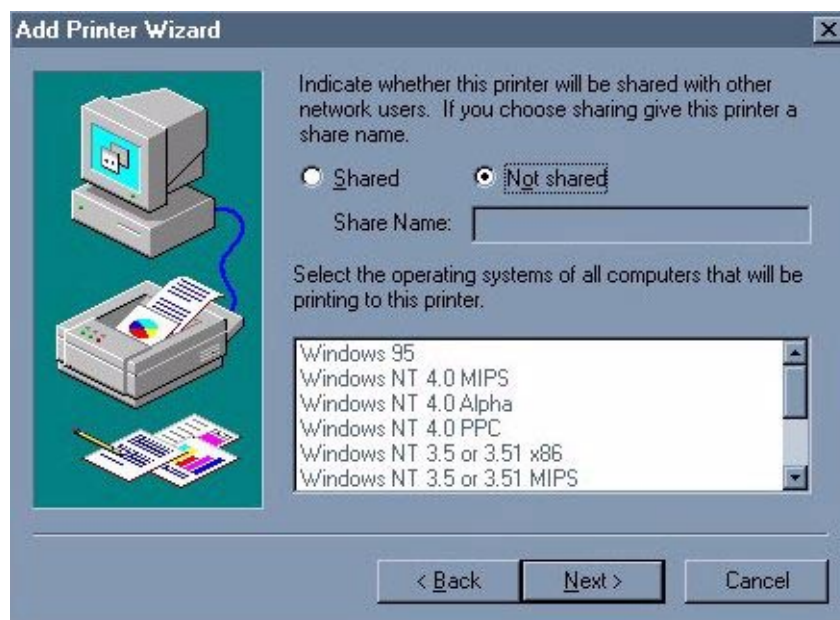 Add Printer Wizard
Indicate whether this printer will be shared with other
network users. If you choose sharing give this printer a
share name.
Shared Not shared
Share Name:
Select the operating systems of all computers that will be
printing to this printer.
Windows 95
Windows NT 4.0 MIPS
Windows NT 4.0 Alpha
Windows NT 4.0 PPC
Windows NT 3.5 or 3.51 x86
Windows NT 3.5 or 3.51 MIPS
< Back Next > Cancel